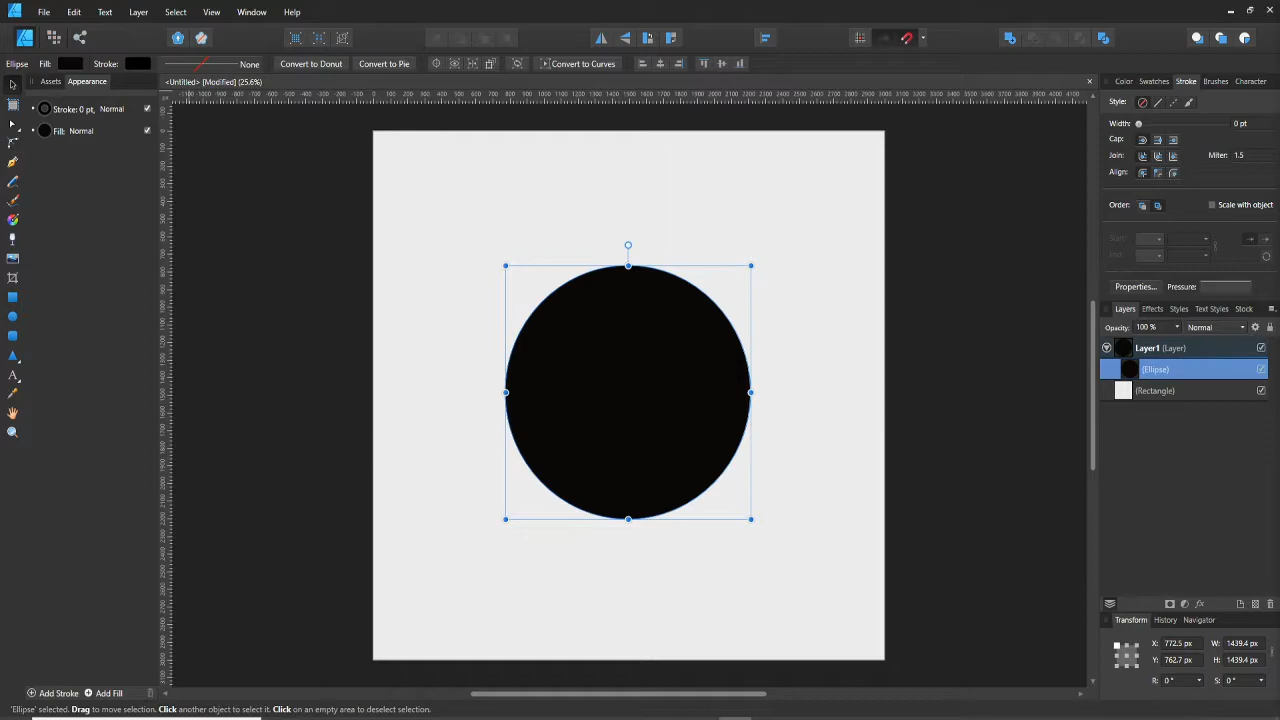 File Edit Text Layer Select View Window Help
Ellipse Fill: Stroke: None Convert to Donut Convert to Pie Convert to Curves
Assets Appearance
<Untitled> [Modified] (25.6%)
Color Swatches Stroke Brushes Character
Stroke: 0 pt, Normal
Fill: Normal
Style:
Width: 0 pt
Cap:
Join: Miter: 1.5
Align:
Order: Scale with object
Start:
End:
Properties... Pressure:
Layers Effects Styles Text Styles Stock
Opacity: 100 % Normal
Layer1 (Layer)
(Ellipse)
(Rectangle)
Transform History Navigator
X: 772.5 px W: 1439.4 px
Y: 762.7 px H: 1439.4 px
R: 0° S: 0°
Add Stroke Add Fill
'Ellipse' selected. Drag to move selection. Click another object to select it. Click on an empty area to deselect selection.